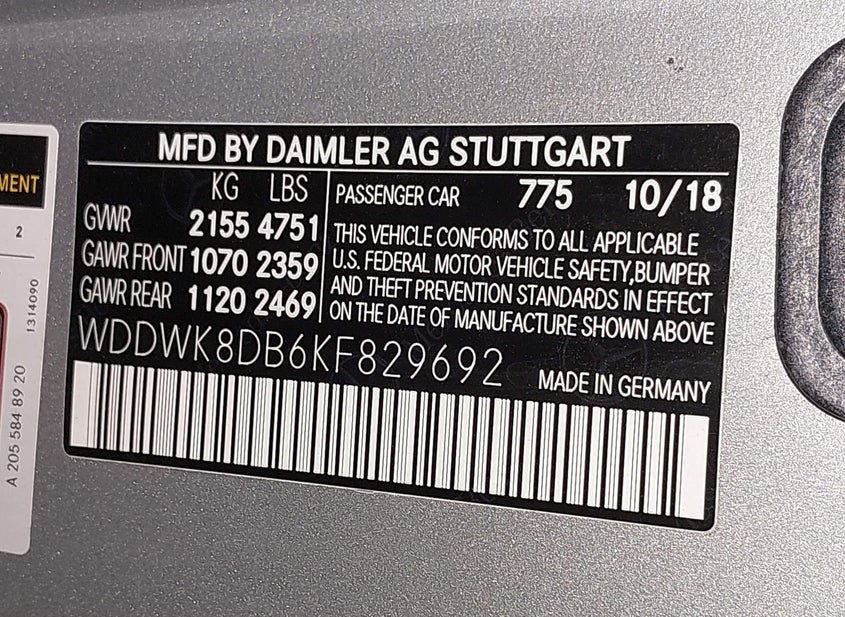 MFD BY DAIMLER AG STUTTGART
KG LBS
GVWR 2155 4751
GAWR FRONT 1070 2359
GAWR REAR 1120 2469
PASSENGER CAR 775 10/18
THIS VEHICLE CONFORMS TO ALL APPLICABLE
U.S. FEDERAL MOTOR VEHICLE SAFETY,BUMPER
AND THEFT PREVENTION STANDARDS IN EFFECT
ON THE DATE OF MANUFACTURE SHOWN ABOVE
WDDWK8DB6KF829692
MADE IN GERMANY
2
1314090
A 205 584 89 20